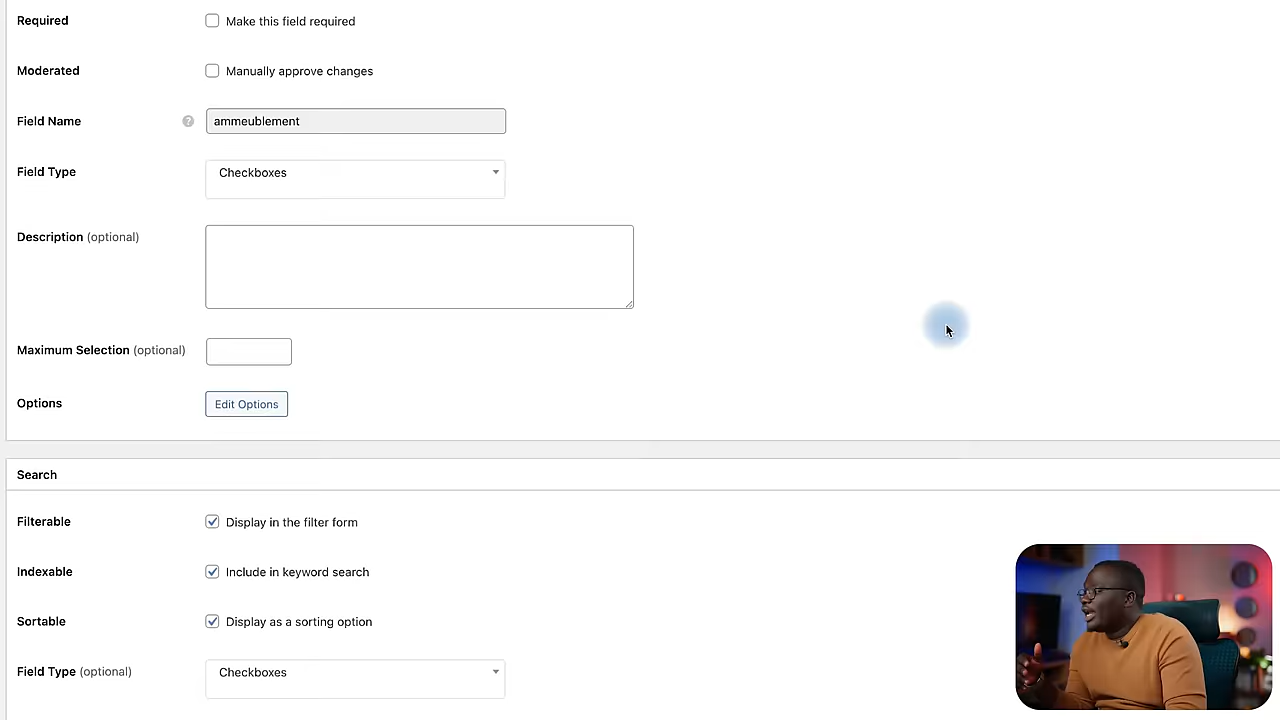 Required Make this field required
Moderated Manually approve changes
Field Name ? ammeublement
Field Type Checkboxes
Description (optional)
Maximum Selection (optional)
Options Edit Options
Search
Filterable Display in the filter form
Indexable Include in keyword search
Sortable Display as a sorting option
Field Type (optional) Checkboxes